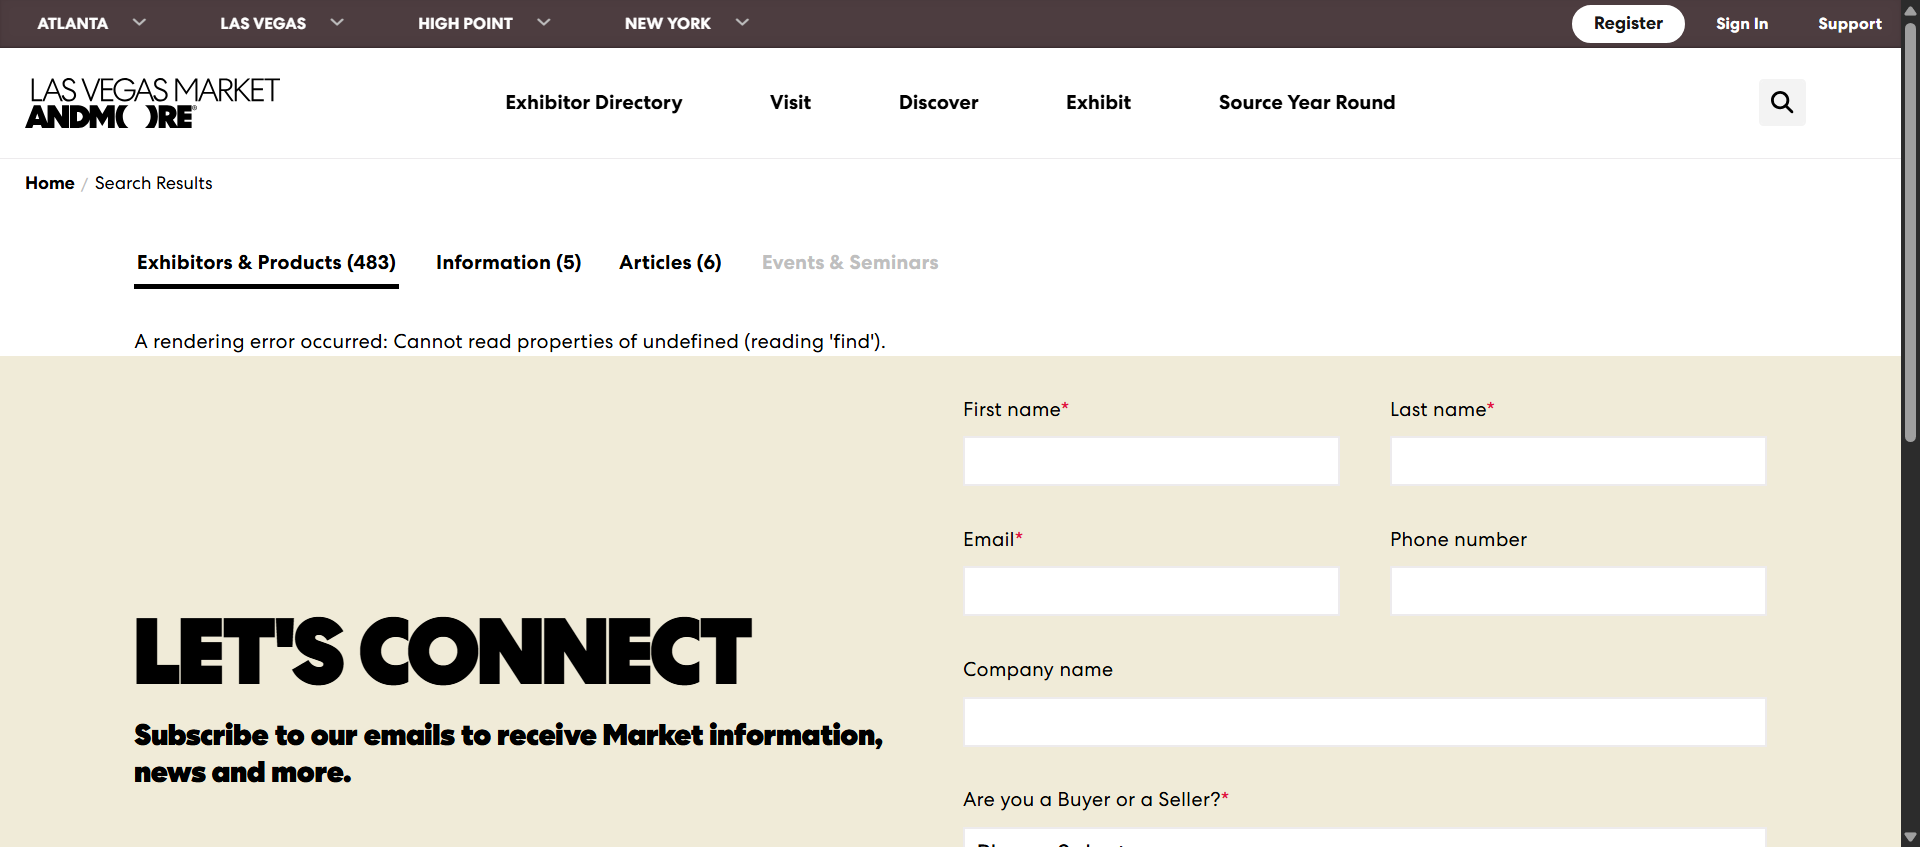 ATLANTA LAS VEGAS HIGH POINT NEW YORK Register Sign In Support
LAS VEGAS MARKET
ANDMORE®
Exhibitor Directory Visit Discover Exhibit Source Year Round
Home / Search Results
Exhibitors & Products (483) Information (5) Articles (6) Events & Seminars
A rendering error occurred: Cannot read properties of undefined (reading 'find').
First name* Last name*
Email* Phone number
LET'S CONNECT
Subscribe to our emails to receive Market information,
news and more.
Company name
Are you a Buyer or a Seller?*